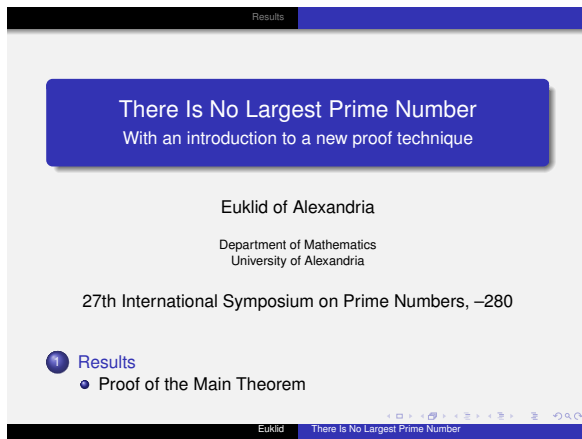 Results
There Is No Largest Prime Number
With an introduction to a new proof technique
Euklid of Alexandria
Department of Mathematics
University of Alexandria
27th International Symposium on Prime Numbers, –280
1 Results
Proof of the Main Theorem
Euklid There Is No Largest Prime Number